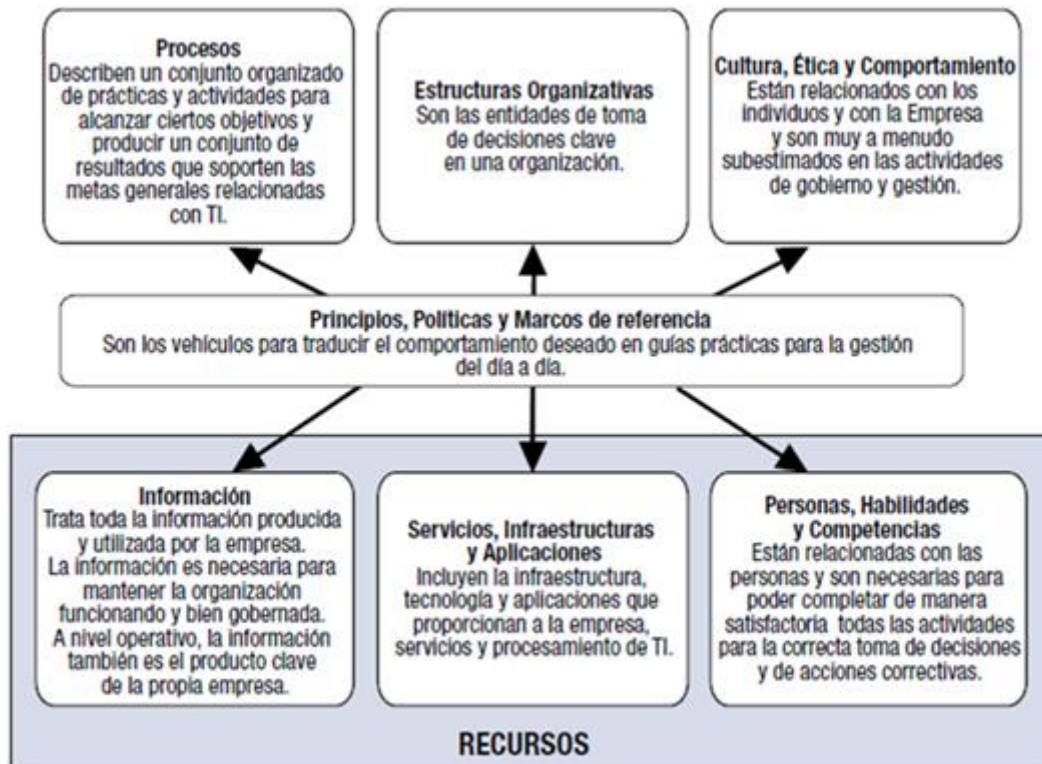 Procesos
Describen un conjunto organizado
de prácticas y actividades para
alcanzar ciertos objetivos y
producir un conjunto de
resultados que soporten las
metas generales relacionadas
con TI.
Estructuras Organizativas
Son las entidades de toma
de decisiones clave
en una organización.
Cultura, Ética y Comportamiento
Están relacionados con los
individuos y con la Empresa
y son muy a menudo
subestimados en las actividades
de gobierno y gestión.
Principios, Políticas y Marcos de referencia
Son los vehículos para traducir el comportamiento deseado en guías prácticas para la gestión
del día a día.
Información
Trata toda la información producida
y utilizada por la empresa.
La información es necesaria para
mantener la organización
funcionando y bien gobernada.
A nivel operativo, la información
también es el producto clave
de la propia empresa.
Servicios, Infraestructuras
y Aplicaciones
Incluyen la infraestructura,
tecnología y aplicaciones que
proporcionan a la empresa,
servicios y procesamiento de TI.
Personas, Habilidades
y Competencias
Están relacionadas con las
personas y son necesarias para
poder completar de manera
satisfactoria todas las actividades
para la correcta toma de decisiones
y de acciones correctivas.
RECURSOS